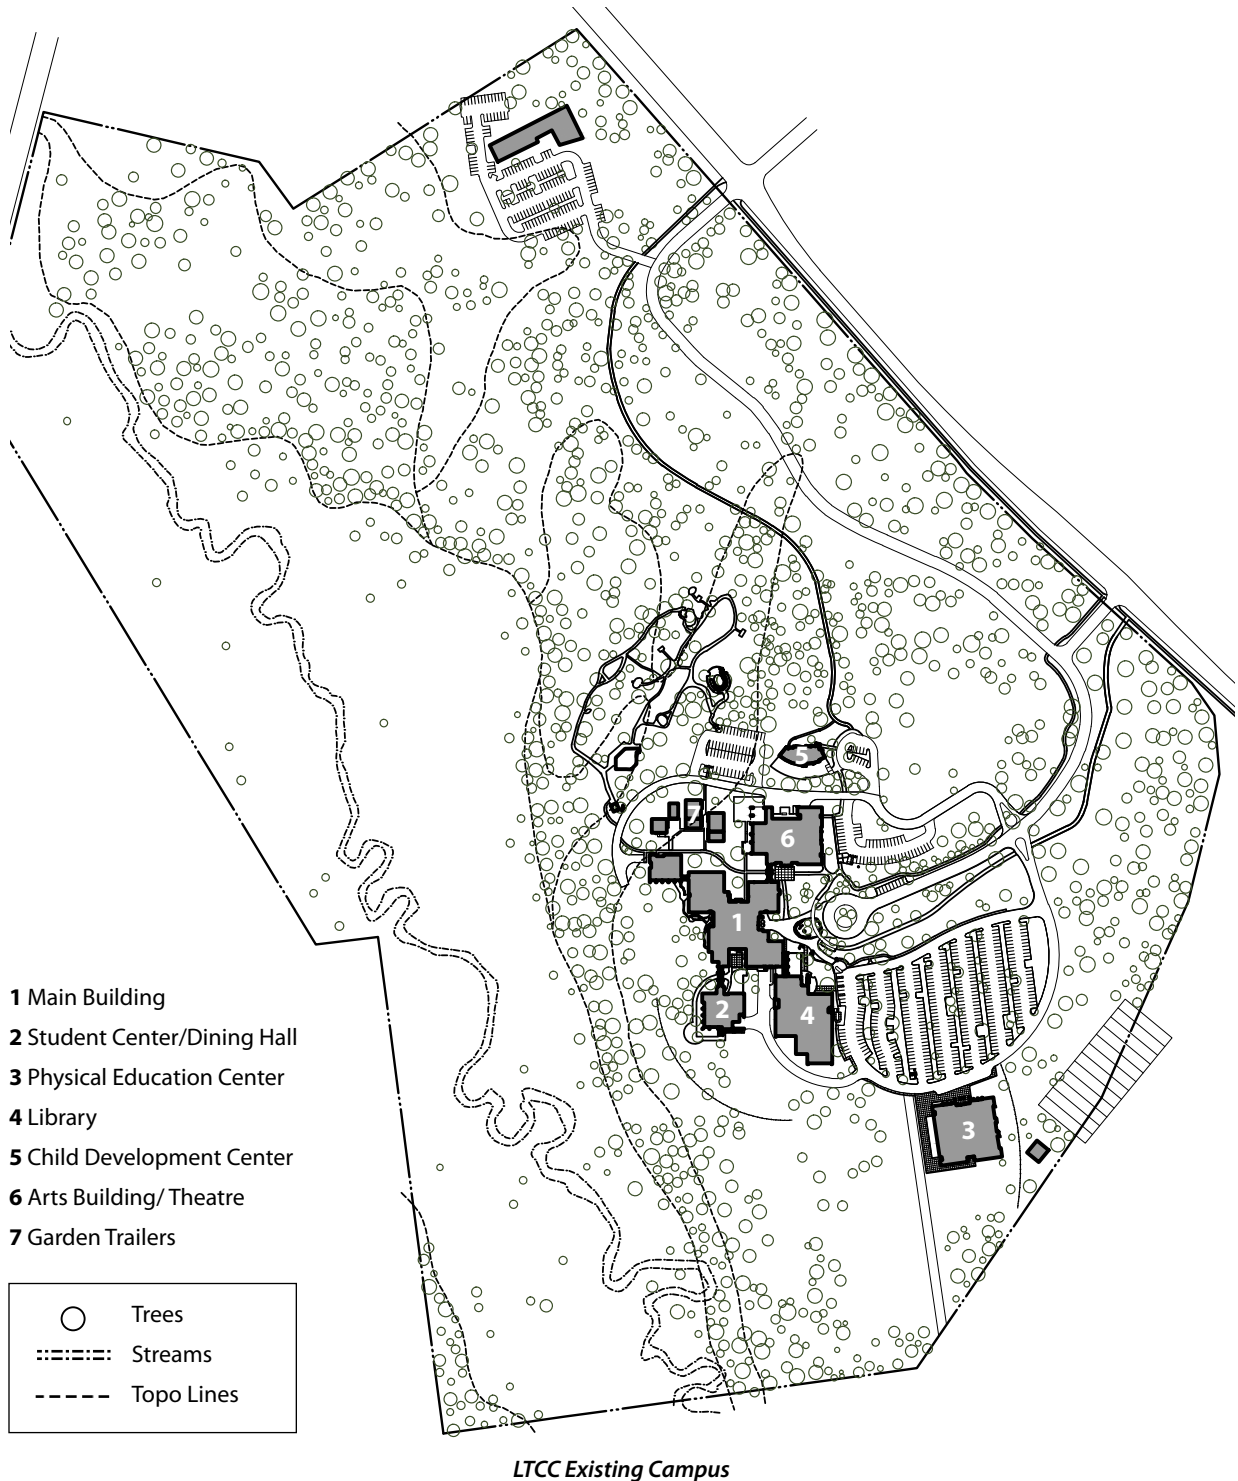 5
7
6
1
2
4
3
1 Main Building
2 Student Center/Dining Hall
3 Physical Education Center
4 Library
5 Child Development Center
6 Arts Building/ Theatre
7 Garden Trailers
Trees
Streams
Topo Lines
LTCC Existing Campus